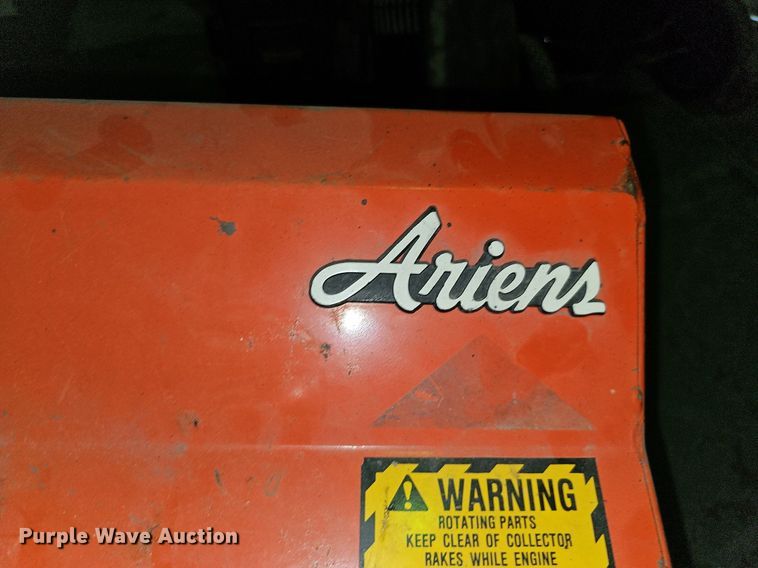 Ariens
WARNING
ROTATING PARTS
KEEP CLEAR OF COLLECTOR
RAKES WHILE ENGINE
Purple Wave Auction